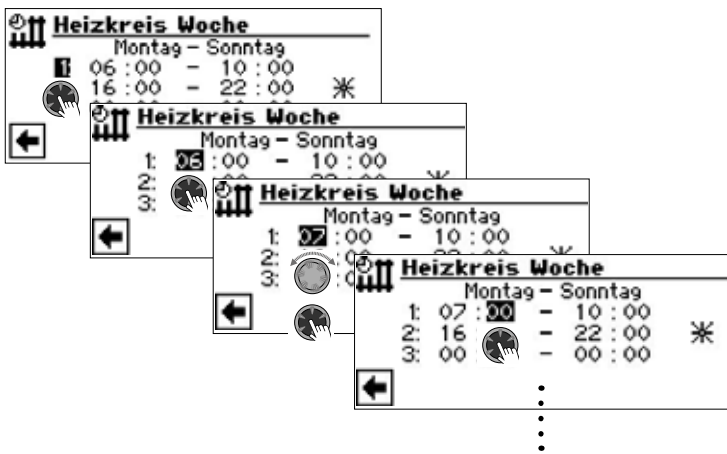 Heizkreis Woche
Montag – Sonntag
1: 06 : 00 – 10 : 00
16 : 00 – 22 : 00
Heizkreis Woche
Montag – Sonntag
1: 06 : 00 – 10 : 00
2:
3:
Heizkreis Woche
Montag – Sonntag
1: 07 : 00 – 10 : 00
2:
3:
Heizkreis Woche
Montag – Sonntag
1: 07 : 00 – 10 : 00
2: 16 – 22 : 00
3: 00 – 00 : 00